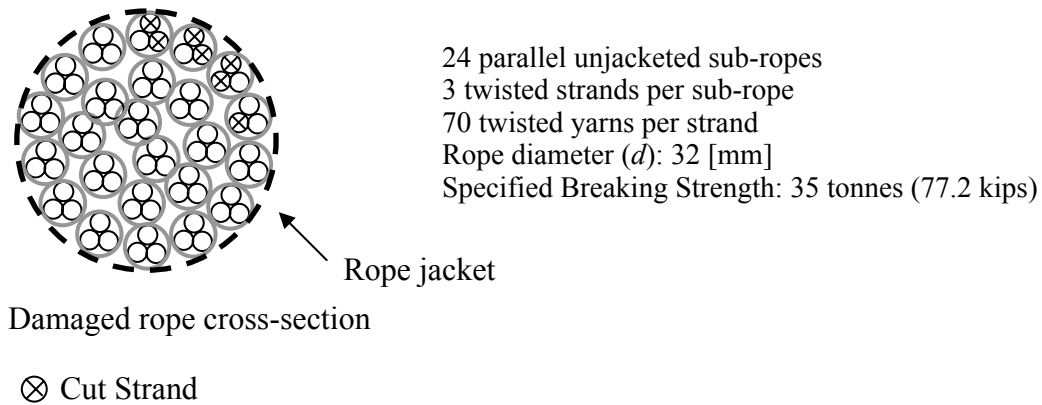 24 parallel unjacketed sub-ropes
3 twisted strands per sub-rope
70 twisted yarns per strand
Rope diameter (d): 32 [mm]
Specified Breaking Strength: 35 tonnes (77.2 kips)
Rope jacket
Damaged rope cross-section
Cut Strand